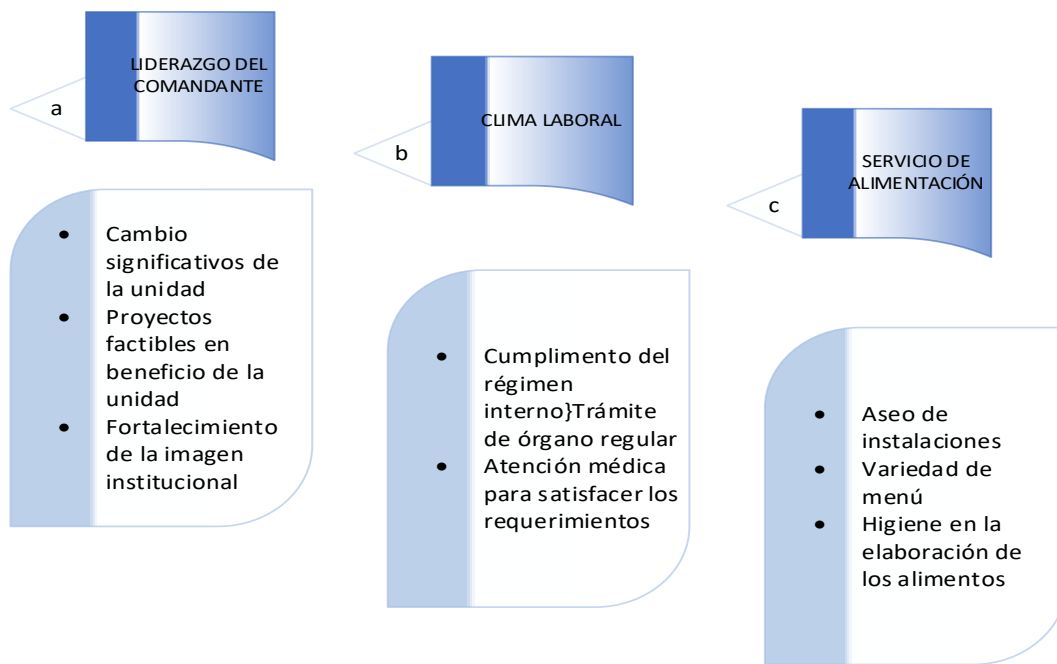 a
LIDERAZGO DEL
COMANDANTE
• Cambio
significativos de
la unidad
• Proyectos
factibles en
beneficio de la
unidad
• Fortalecimiento
de la imagen
institucional
b
CLIMA LABORAL
• Cumplimento del
régimen
interno}Trámite
de órgano regular
• Atención médica
para satisfacer los
requerimientos
c
SERVICIO DE
ALIMENTACIÓN
• Aseo de
instalaciones
• Variedad de
menú
• Higiene en la
elaboración de
los alimentos